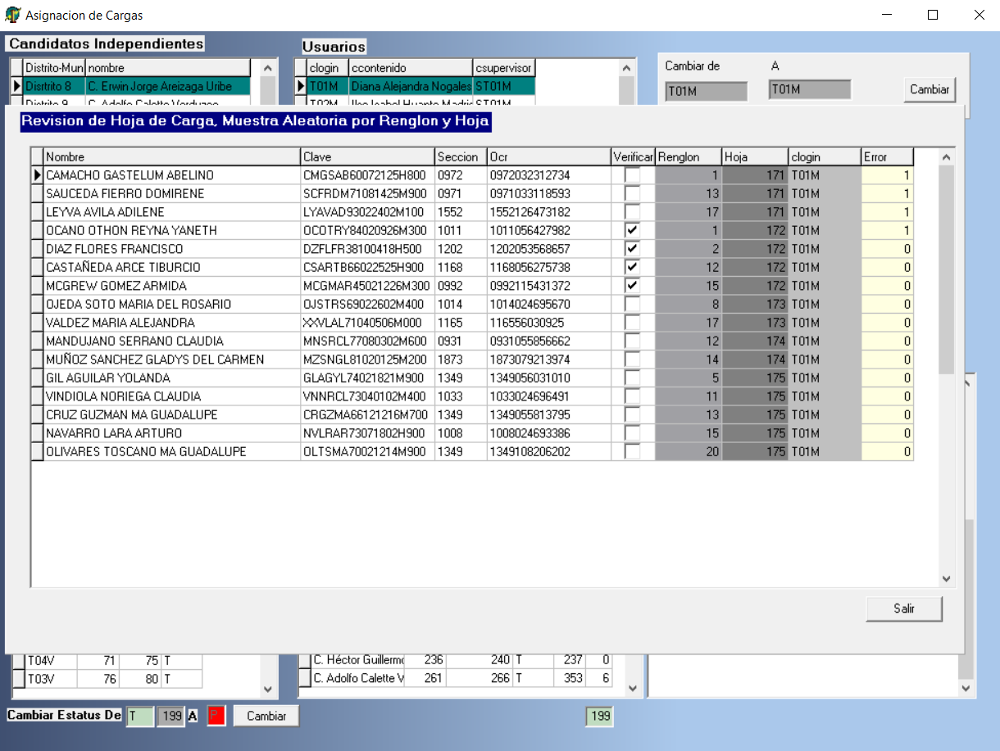 Asignacion de Cargas
Candidatos Independientes
Usuarios
Distrito-Mun nombre
clogin ccontenido csupervisor
Cambiar de A
Disrtrito 8 C. Erwin Jorge Areizaga Uribe
T01M Diana Alejandra Nogales ST01M
T01M T01M Cambiar
Revision de Hoja de Carga, Muestra Aleatoria por Renglon y Hoja
Nombre Clave Seccion Ocr Verificar Renglon Hoja clogin Error
CAMACHO GASTELUM ABELINO CMGSAB60072125H800 0972 0972032312734 1 171 T01M 1
SAUCEDA FIERRO DOMIRENE SCFRDM71081425M900 0971 0971033118593 13 171 T01M 1
LEYVA AVILA ADILENE LYAVAD93022402M100 1552 1552126473182 17 171 T01M 1
OCANO OTHON REYNA YANETH OCOTRY84020926M300 1011 1011056427982 1 172 T01M 1
DIAZ FLORES FRANCISCO DZFLFR38100418H500 1202 1202053568657 2 172 T01M 0
CASTAÑEDA ARCE TIBURCIO CSARTB66022525H900 1168 1168056275738 12 172 T01M 0
MCGREW GOMEZ ARMIDA MCGMAR45021226M300 0992 0992115431372 15 172 T01M 0
OJEDA SOTO MARIA DEL ROSARIO OJSTRS69022602M400 1014 1014024695670 8 173 T01M 0
VALDEZ MARIA ALEJANDRA XXVLAL71040506M000 1165 116556030925 17 173 T01M 0
MANDUJANO SERRANO CLAUDIA MNSRCL77080302M600 0931 0931055856662 12 174 T01M 0
MUÑOZ SANCHEZ GLADYS DEL CARMEN MZSNGL81020125M200 1873 1873079213974 14 174 T01M 0
GIL AGUILAR YOLANDA GLAGYL74021821M900 1349 1349056031010 5 175 T01M 0
VINDIOLA NORIEGA CLAUDIA VNNRCL73040102M400 1033 1033024696491 11 175 T01M 0
CRUZ GUZMAN MA GUADALUPE CRGZMA66121216M700 1349 1349055813795 13 175 T01M 0
NAVARRO LARA ARTURO NVLRAR73071802H900 1008 1008024693386 15 175 T01M 0
OLIVARES TOSCANO MA GUADALUPE OLTSMA70021214M900 1349 1349108206202 20 175 T01M 0
Salir
T04V 71 75 T
C. Héctor Guillermo 236 240 T 237 0
T03V 76 80 T
C. Adolfo Calette V 261 266 T 353 6
Cambiar Estatus De T 199 A P Cambiar
199